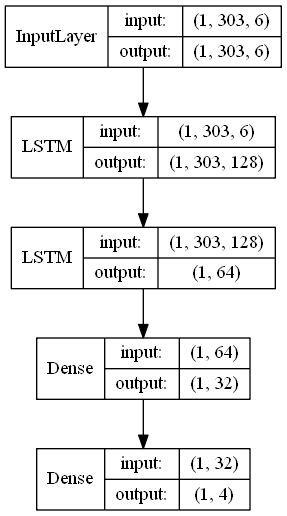 InputLayer
input: (1, 303, 6)
output: (1, 303, 6)
LSTM
input: (1, 303, 6)
output: (1, 303, 128)
LSTM
input: (1, 303, 128)
output: (1, 64)
Dense
input: (1, 64)
output: (1, 32)
Dense
input: (1, 32)
output: (1, 4)